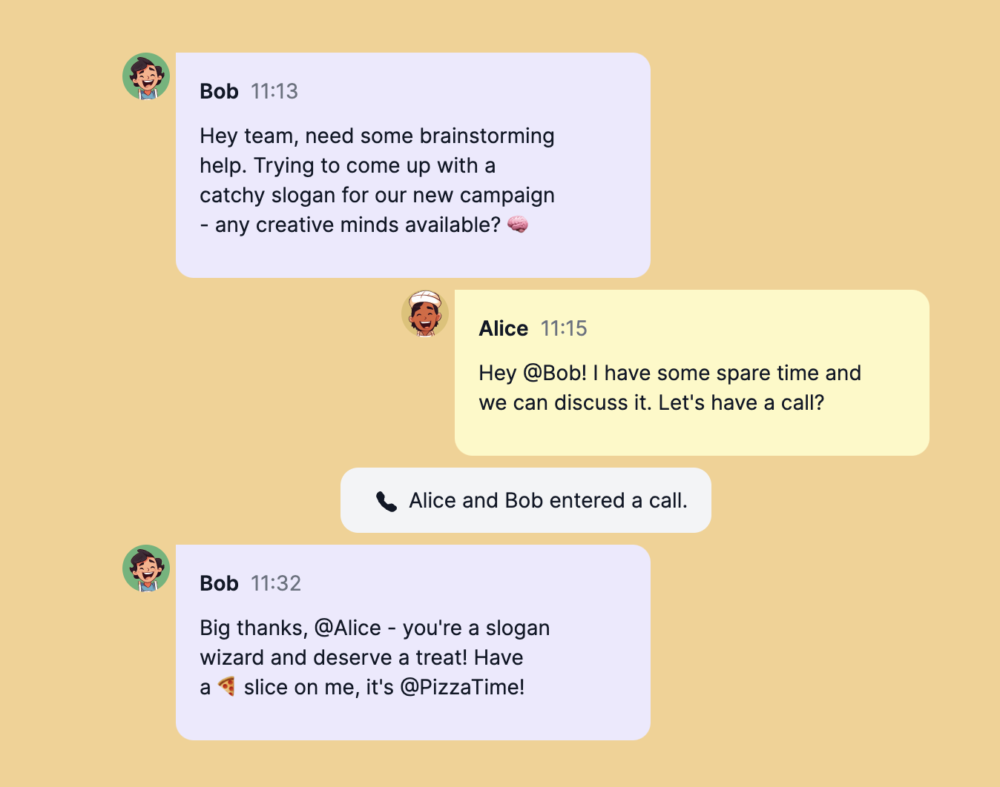 Bob 11:13
Hey team, need some brainstorming
help. Trying to come up with a
catchy slogan for our new campaign
- any creative minds available? 🧠
Alice 11:15
Hey @Bob! I have some spare time and
we can discuss it. Let's have a call?
📞 Alice and Bob entered a call.
Bob 11:32
Big thanks, @Alice - you're a slogan
wizard and deserve a treat! Have
a 🍕 slice on me, it's @PizzaTime!